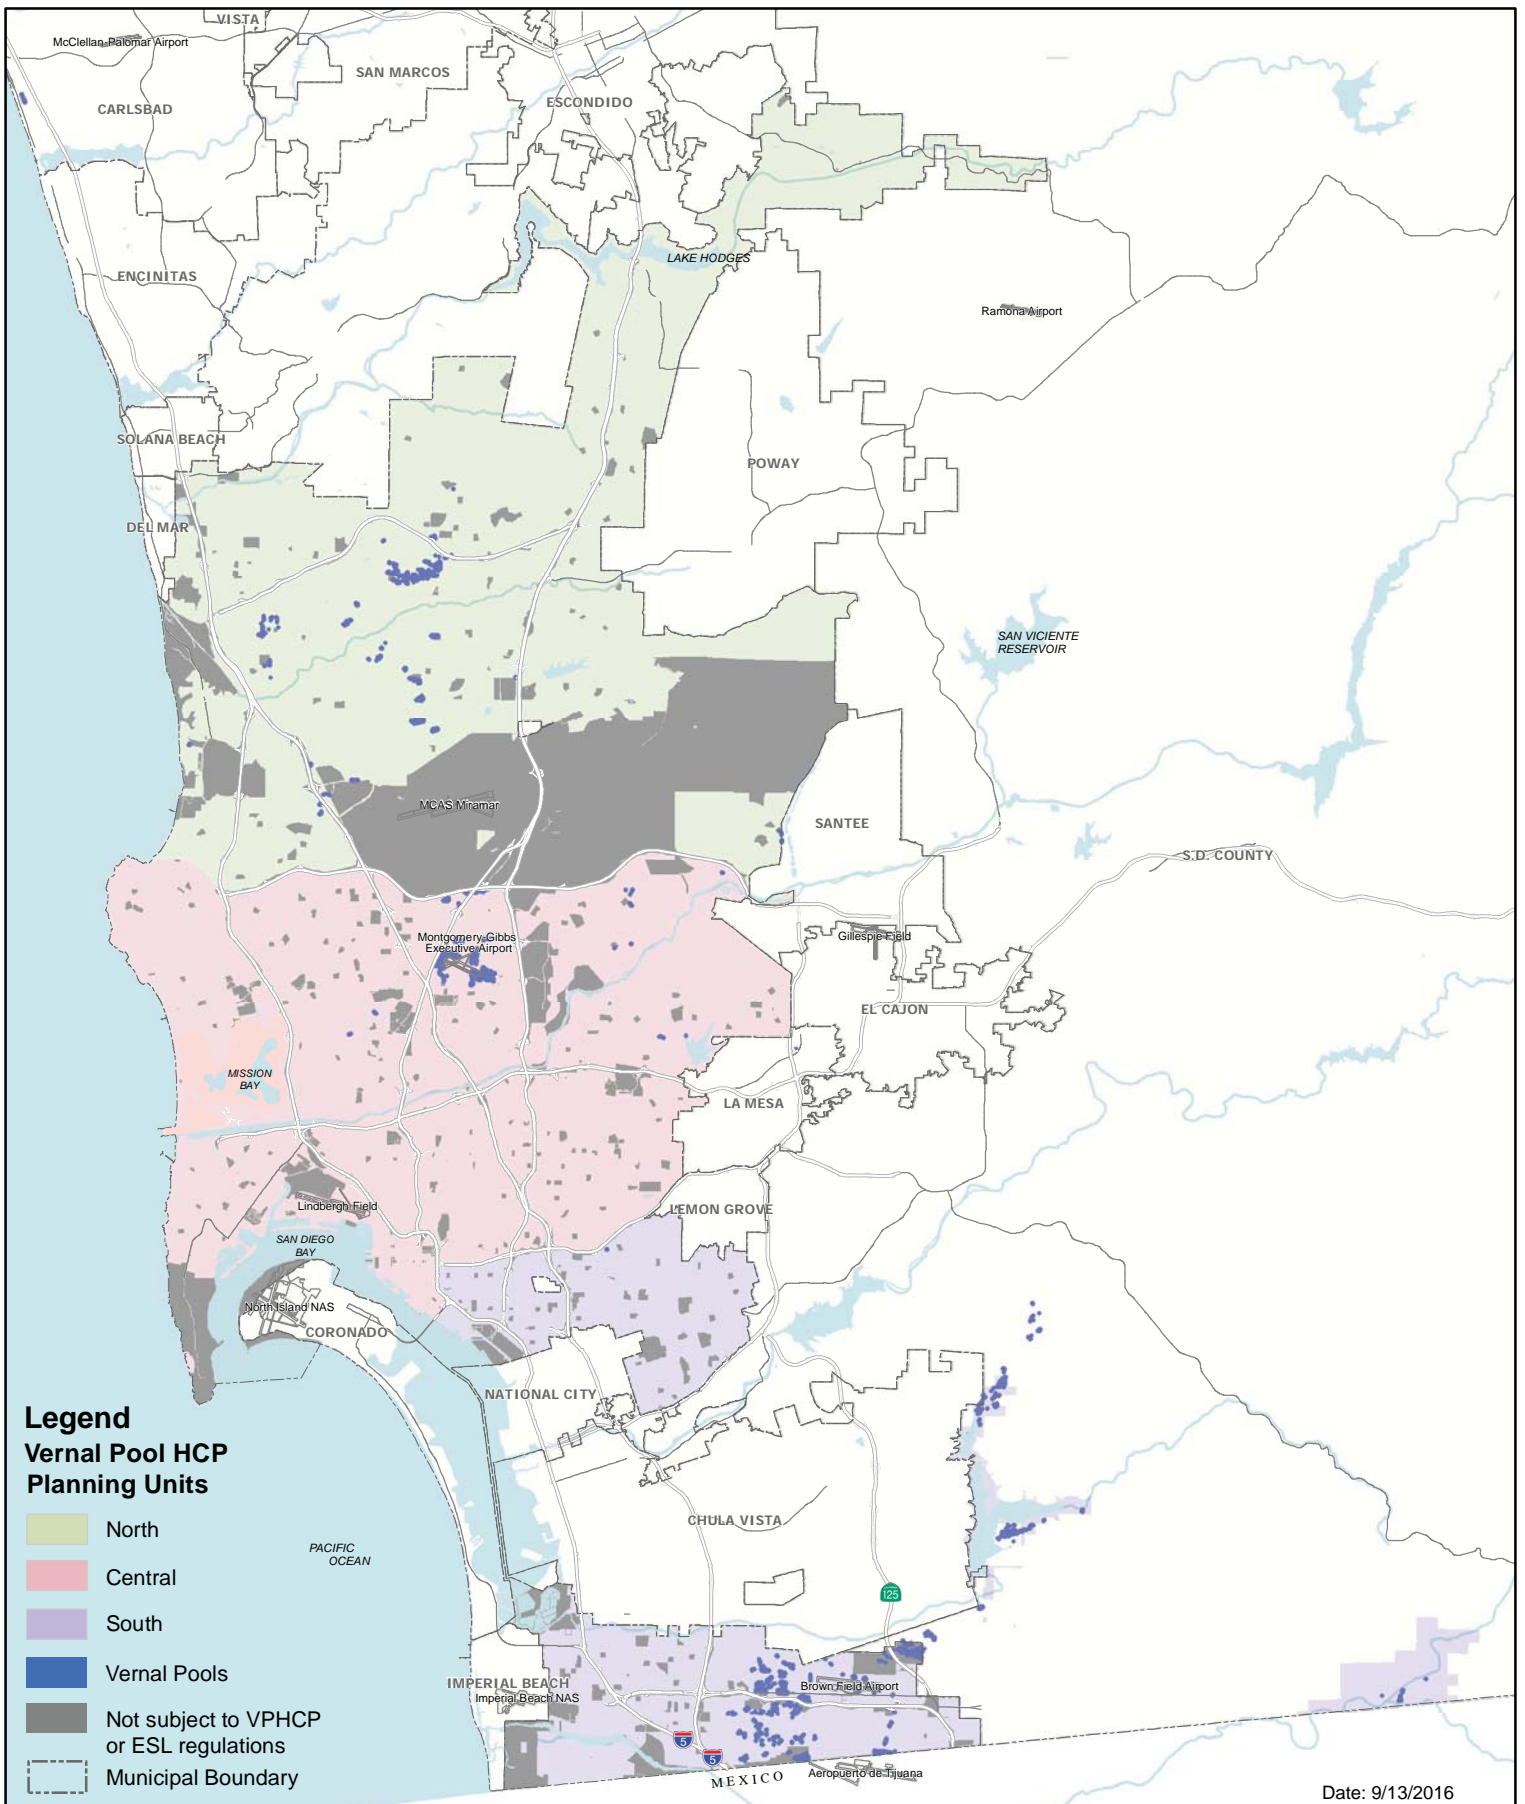 VISTA
McClellan-Palomar Airport
SAN MARCOS
CARLSBAD
ESCONDIDO
LAKE HODGES
ENCINITAS
Ramona Airport
SOLANA BEACH
POWAY
DEL MAR
SAN VICIENTE
RESERVOIR
MCAS Miramar
SANTEE
S.D. COUNTY
Montgomery-Gibbs
Executive Airport
Gillespie Field
EL CAJON
MISSION
BAY
LA MESA
Lindbergh Field
LEMON GROVE
SAN DIEGO
BAY
North Island NAS
CORONADO
NATIONAL CITY
CHULA VISTA
PACIFIC
OCEAN
125
IMPERIAL BEACH
Imperial Beach NAS
Brown Field Airport
5
5
MEXICO
Aeropuerto de Tijuana
Legend
Vernal Pool HCP
Planning Units
North
Central
South
Vernal Pools
Not subject to VPHCP
or ESL regulations
Municipal Boundary
Date: 9/13/2016